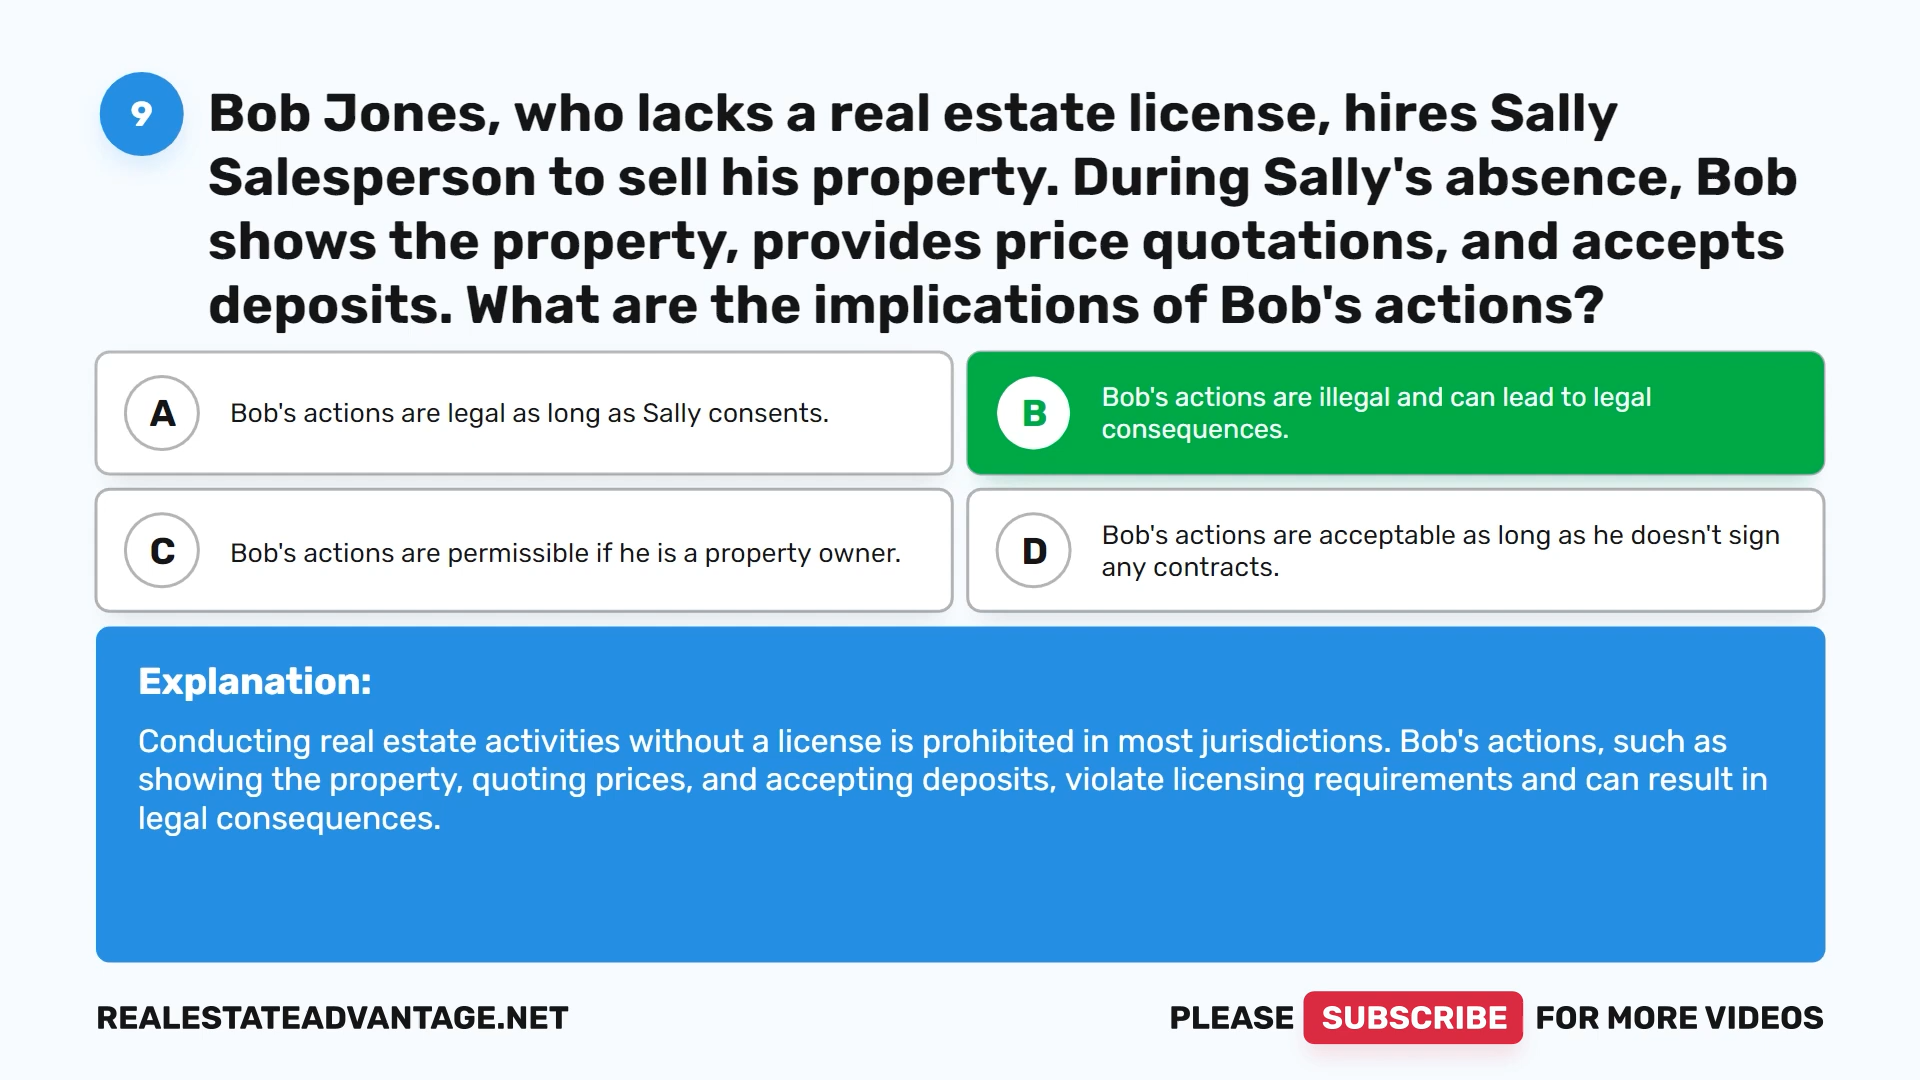 9
Bob Jones, who lacks a real estate license, hires Sally
Salesperson to sell his property. During Sally's absence, Bob
shows the property, provides price quotations, and accepts
deposits. What are the implications of Bob's actions?
A
Bob's actions are legal as long as Sally consents.
B
Bob's actions are illegal and can lead to legal
consequences.
C
Bob's actions are permissible if he is a property owner.
D
Bob's actions are acceptable as long as he doesn't sign
any contracts.
Explanation:
Conducting real estate activities without a license is prohibited in most jurisdictions. Bob's actions, such as
showing the property, quoting prices, and accepting deposits, violate licensing requirements and can result in
legal consequences.
REALESTATEADVANTAGE.NET
PLEASE SUBSCRIBE FOR MORE VIDEOS